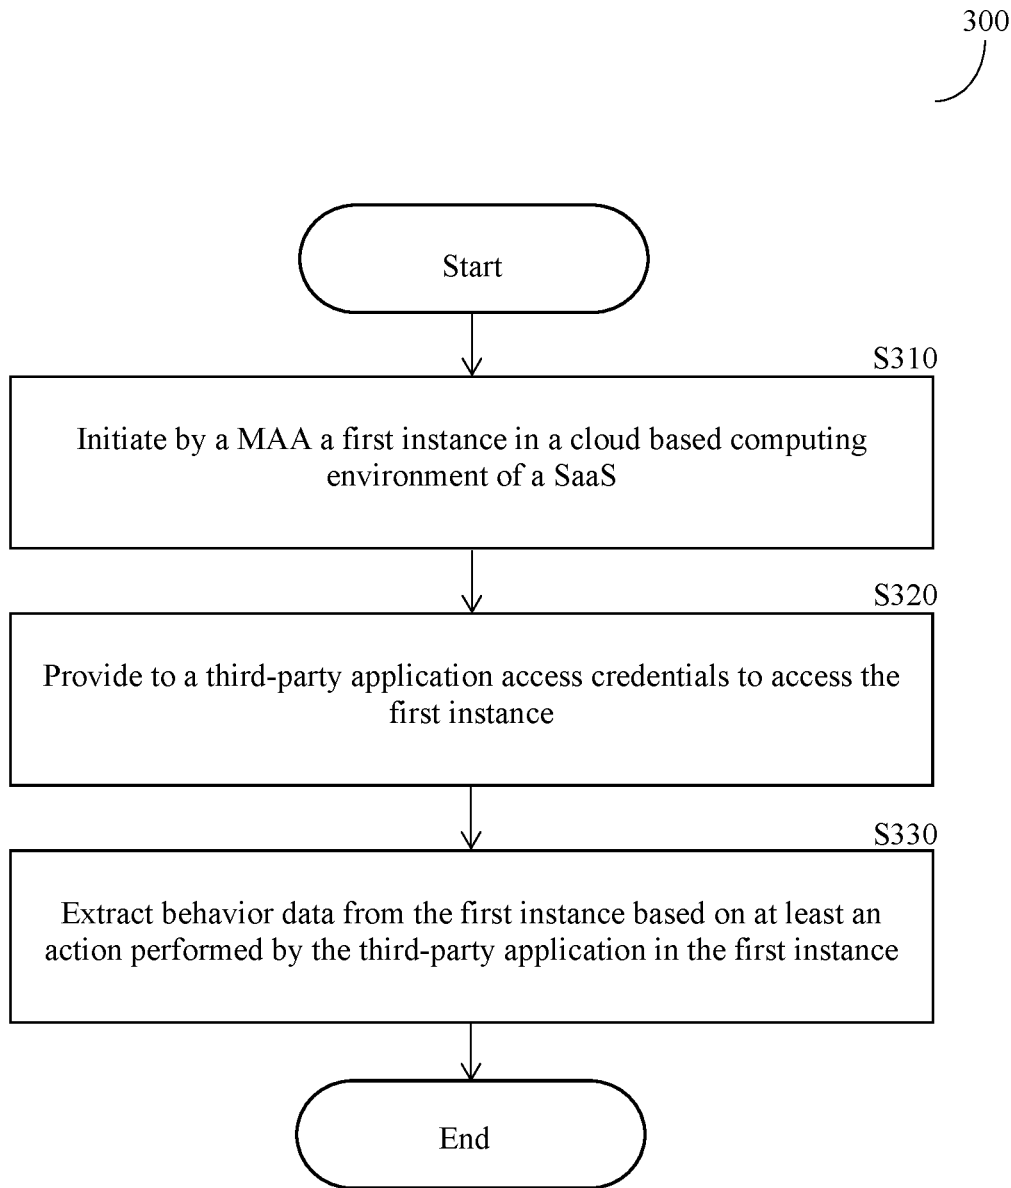 300
Start
S310
Initiate by a MAA a first instance in a cloud based computing
environment of a SaaS
S320
Provide to a third-party application access credentials to access the
first instance
S330
Extract behavior data from the first instance based on at least an
action performed by the third-party application in the first instance
End